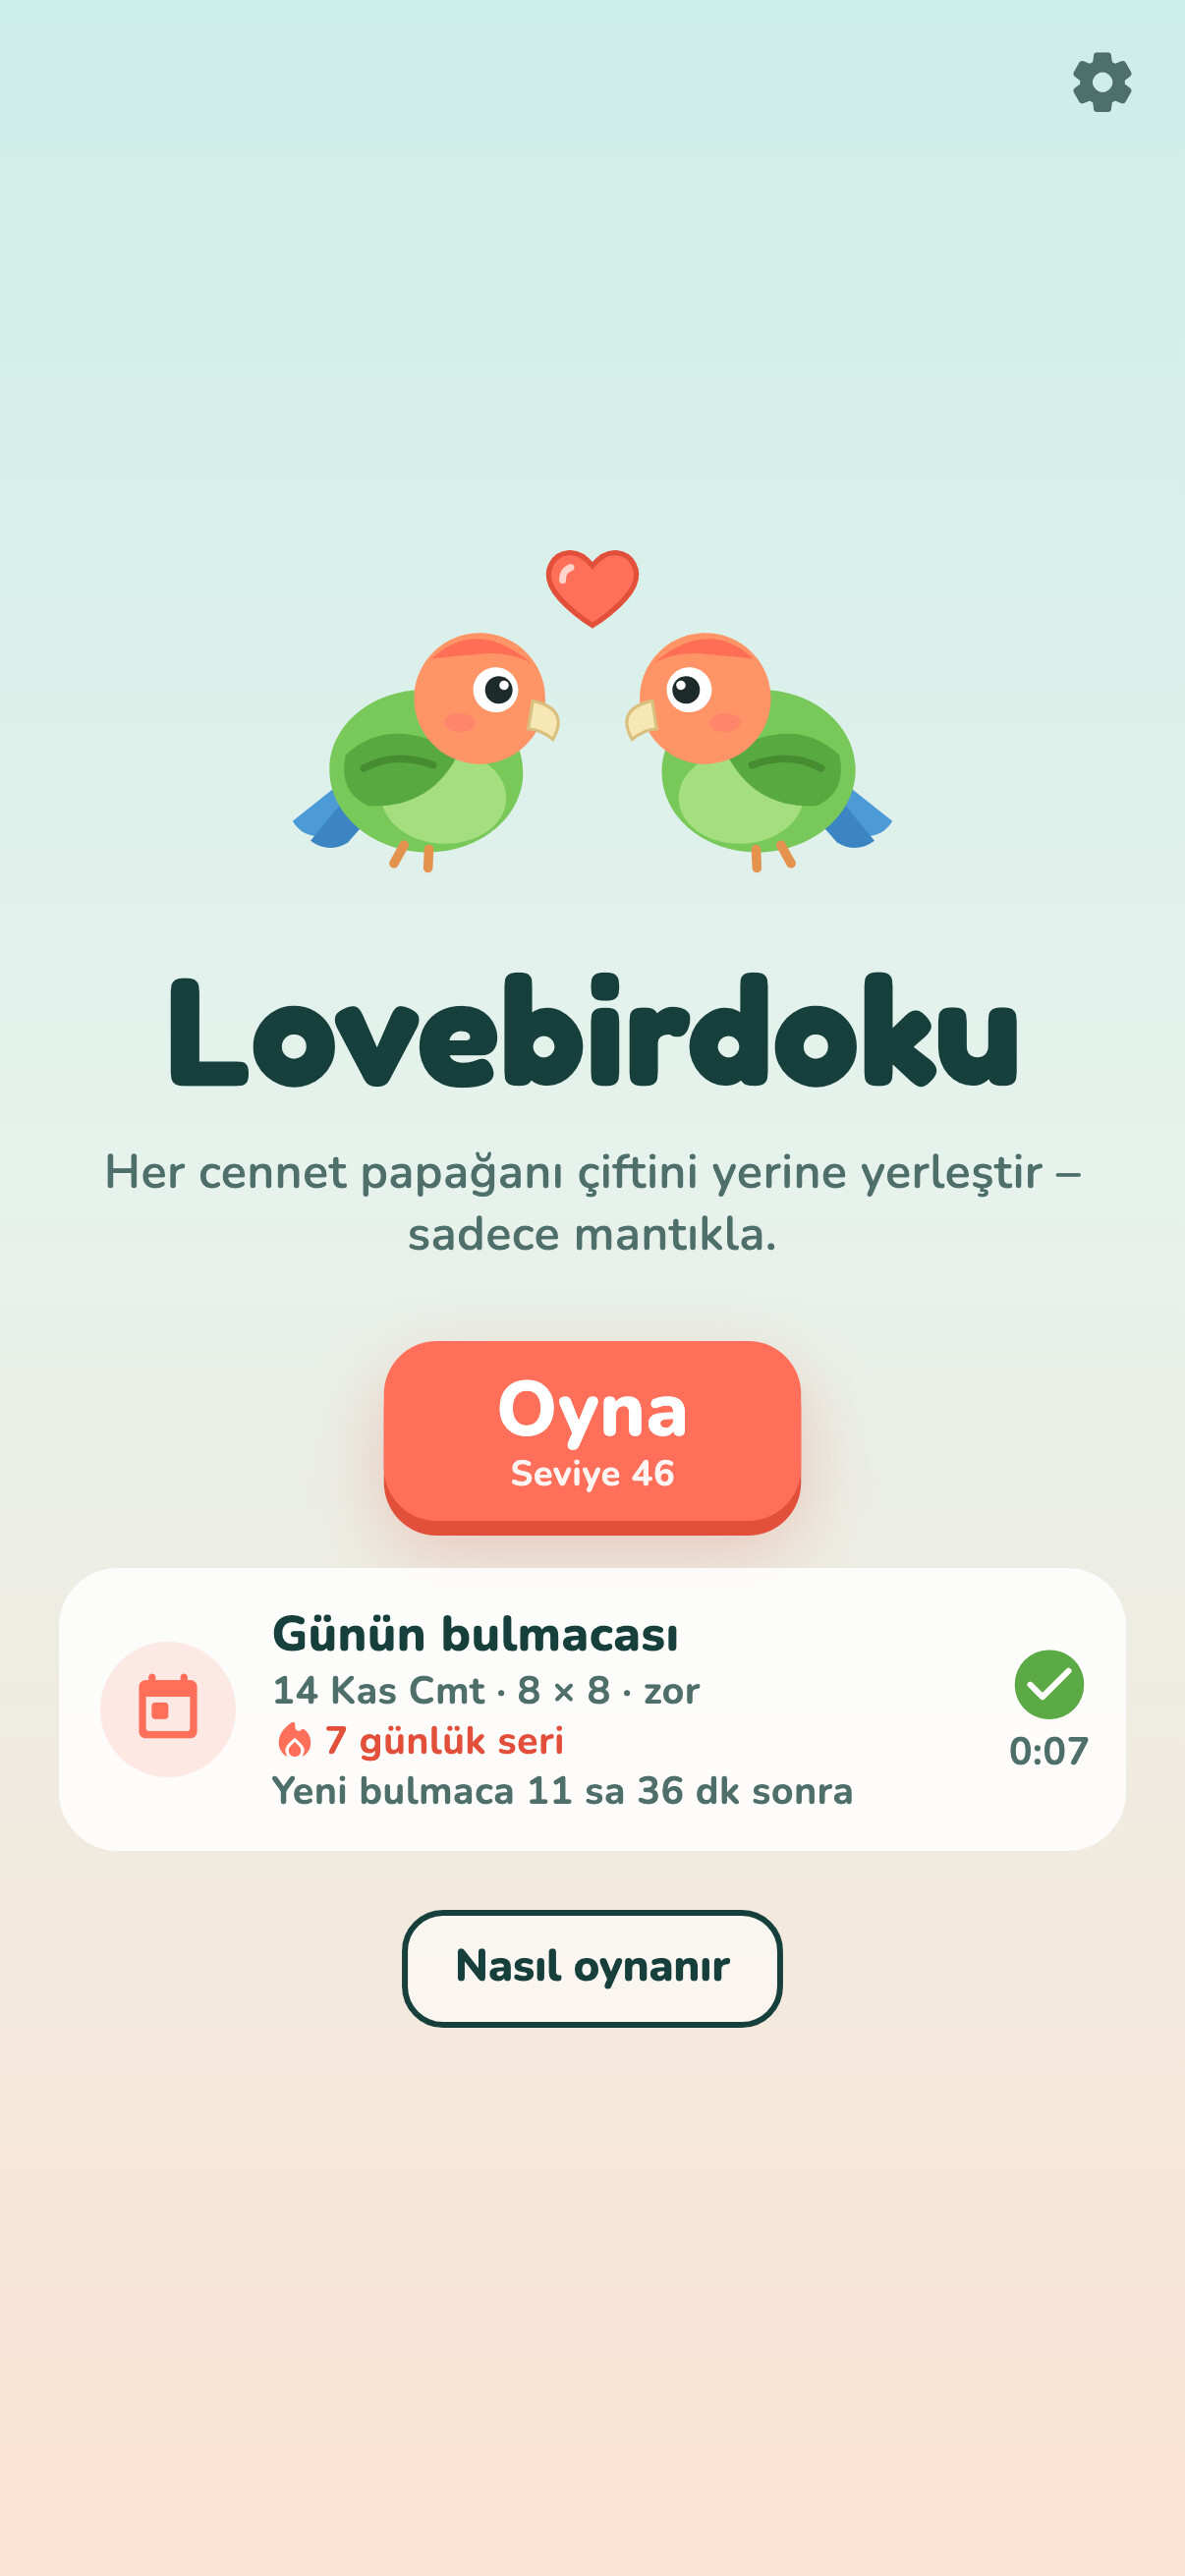 Lovebirdoku
Her cennet papağanı çiftini yerine yerleştir –
sadece mantıkla.
Oyna
Seviye 46
Günün bulmacası
14 Kas Cmt · 8 × 8 · zor
7 günlük seri
Yeni bulmaca 11 sa 36 dk sonra
0:07
Nasıl oynanır